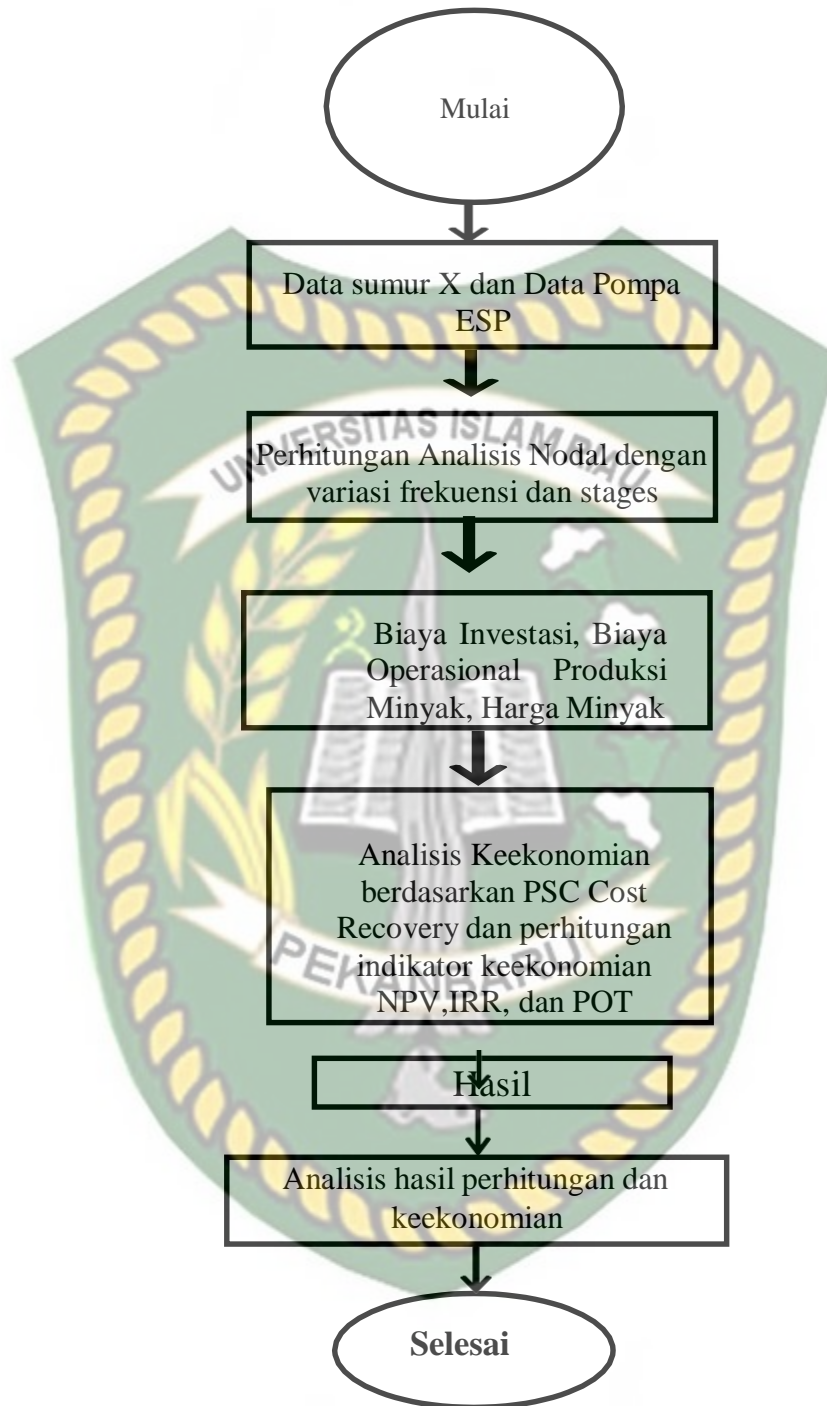 Mulai
Data sumur X dan Data Pompa
ESP
UNIVERSITAS ISLAM RIAU
Perhitungan Analisis Nodal dengan
variasi frekuensi dan stages
Biaya Investasi, Biaya
Operasional Produksi
Minyak, Harga Minyak
Analisis Keekonomian
berdasarkan PSC Cost
Recovery dan perhitungan
indikator keekonomian
NPV,IRR, dan POT
PEKANBARU
Hasil
Analisis hasil perhitungan dan
keekonomian
Selesai